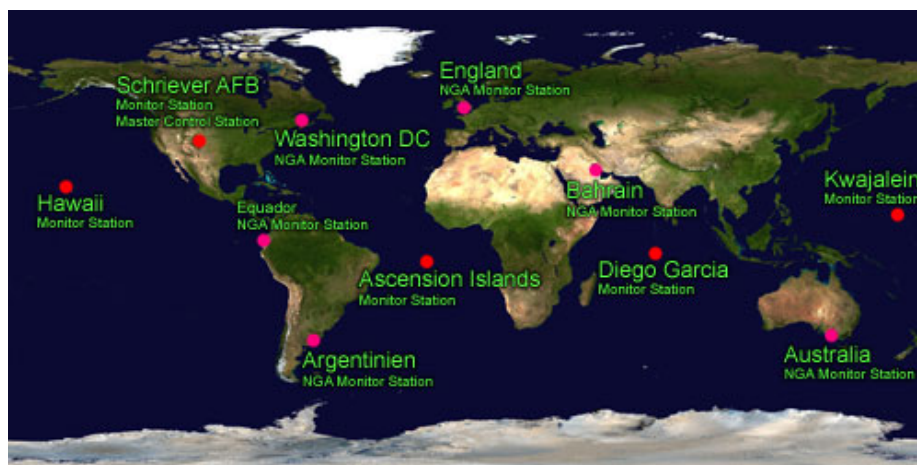 Schriever AFB
Monitor Station
Master Control Station
England
NGA Monitor Station
Washington DC
NGA Monitor Station
Hawaii
Monitor Station
Equador
NGA Monitor Station
Bahrain
NGA Monitor Station
Kwajalein
Monitor Station
Ascension Islands
Monitor Station
Diego Garcia
Monitor Station
Argentinien
NGA Monitor Station
Australia
NGA Monitor Station